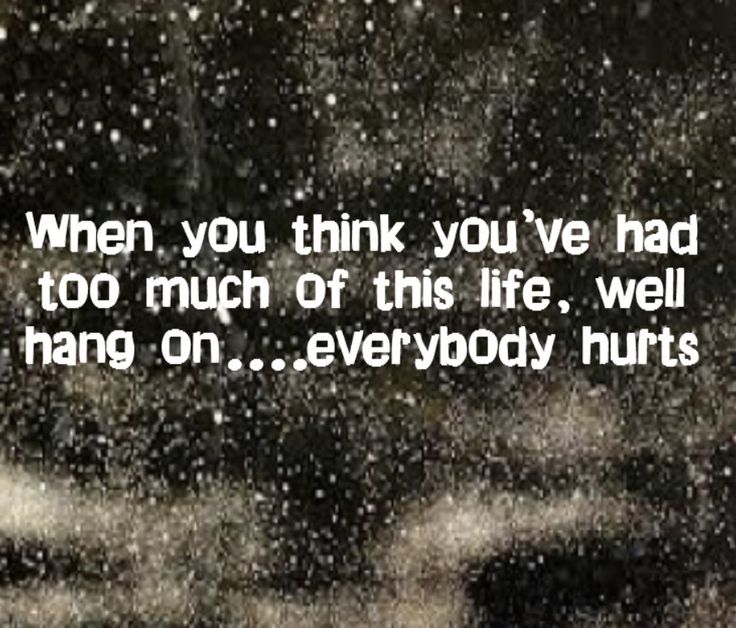 When you think you've had
too much of this life, well
hang on....everybody hurts